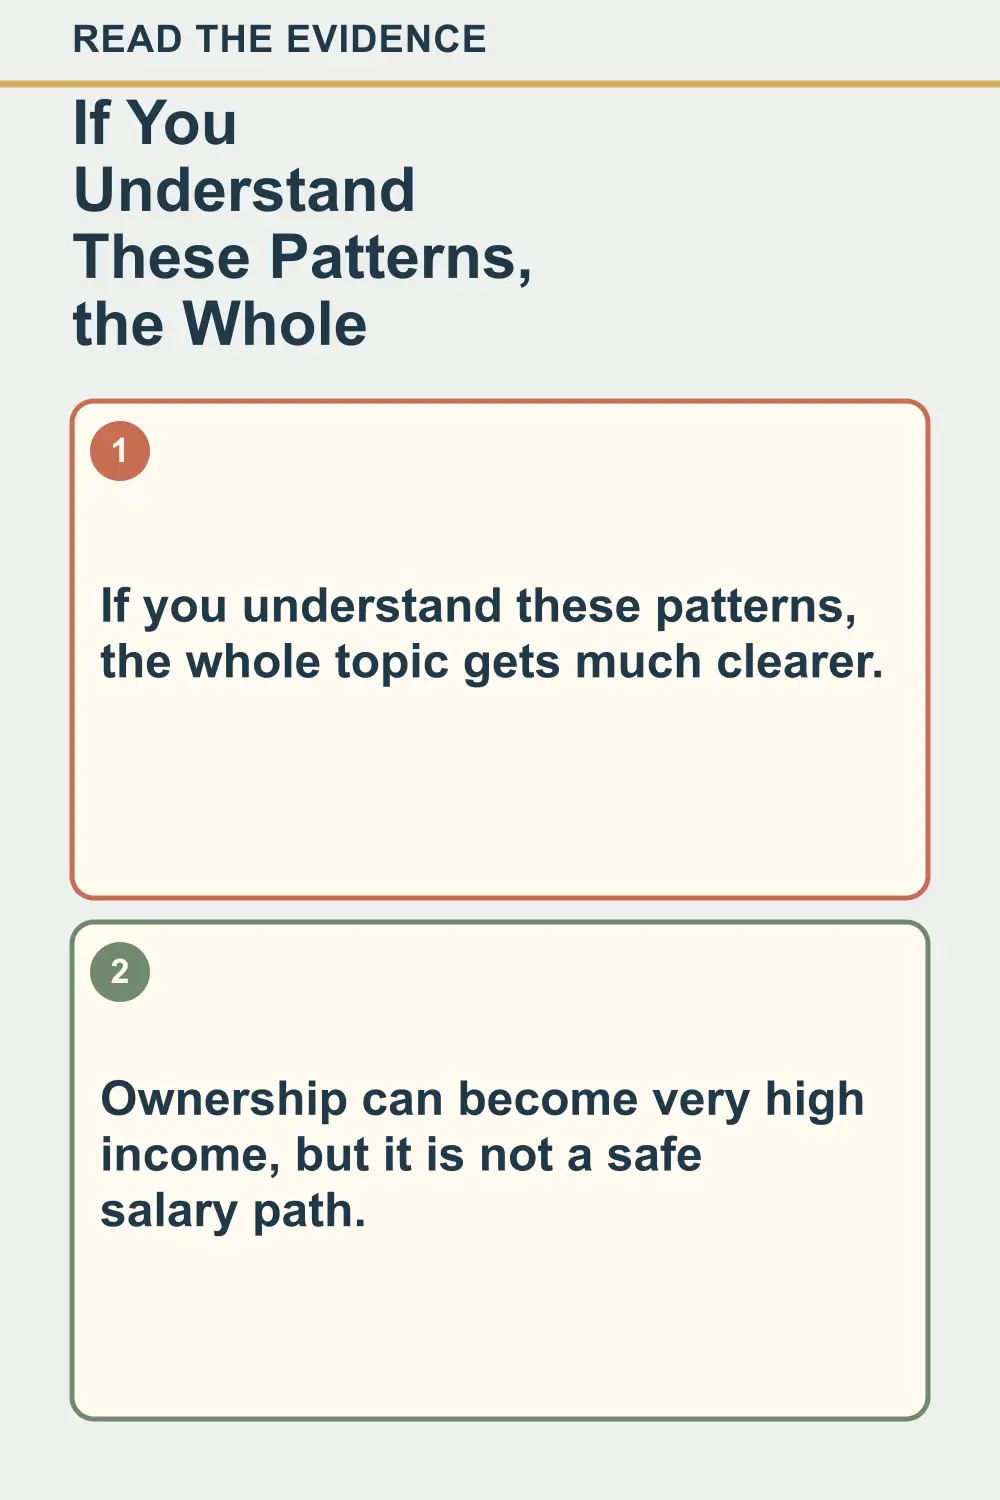 READ THE EVIDENCE
If You
Understand
These Patterns,
the Whole
1
If you understand these patterns,
the whole topic gets much clearer.
2
Ownership can become very high
income, but it is not a safe
salary path.